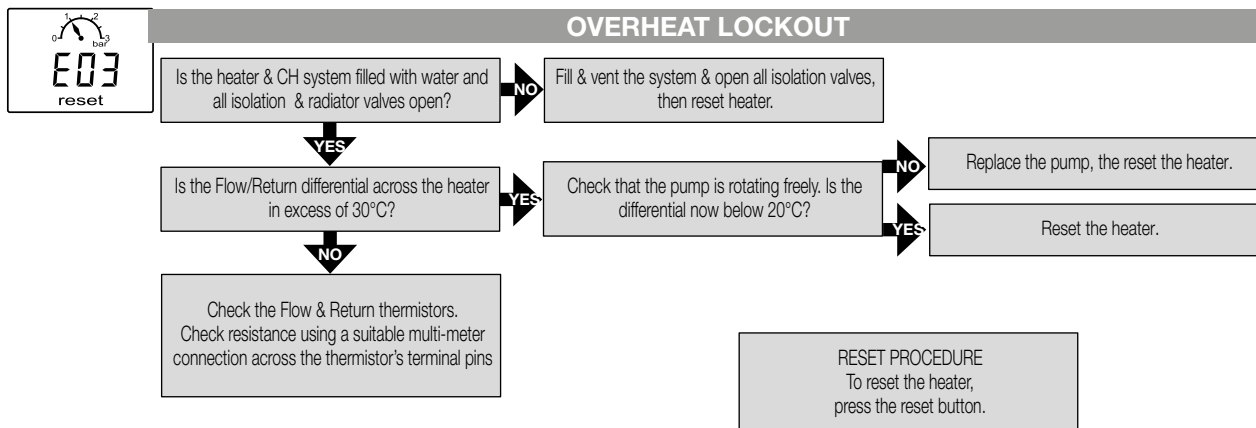 OVERHEAT LOCKOUT
0 1 2 3
bar
E03
reset
Is the heater & CH system filled with water and
all isolation & radiator valves open?
NO
Fill & vent the system & open all isolation valves,
then reset heater.
YES
Is the Flow/Return differential across the heater
in excess of 30°C?
YES
Check that the pump is rotating freely. Is the
differential now below 20°C?
NO
Replace the pump, the reset the heater.
YES
Reset the heater.
NO
Check the Flow & Return thermistors.
Check resistance using a suitable multi-meter
connection across the thermistor's terminal pins
RESET PROCEDURE
To reset the heater,
press the reset button.